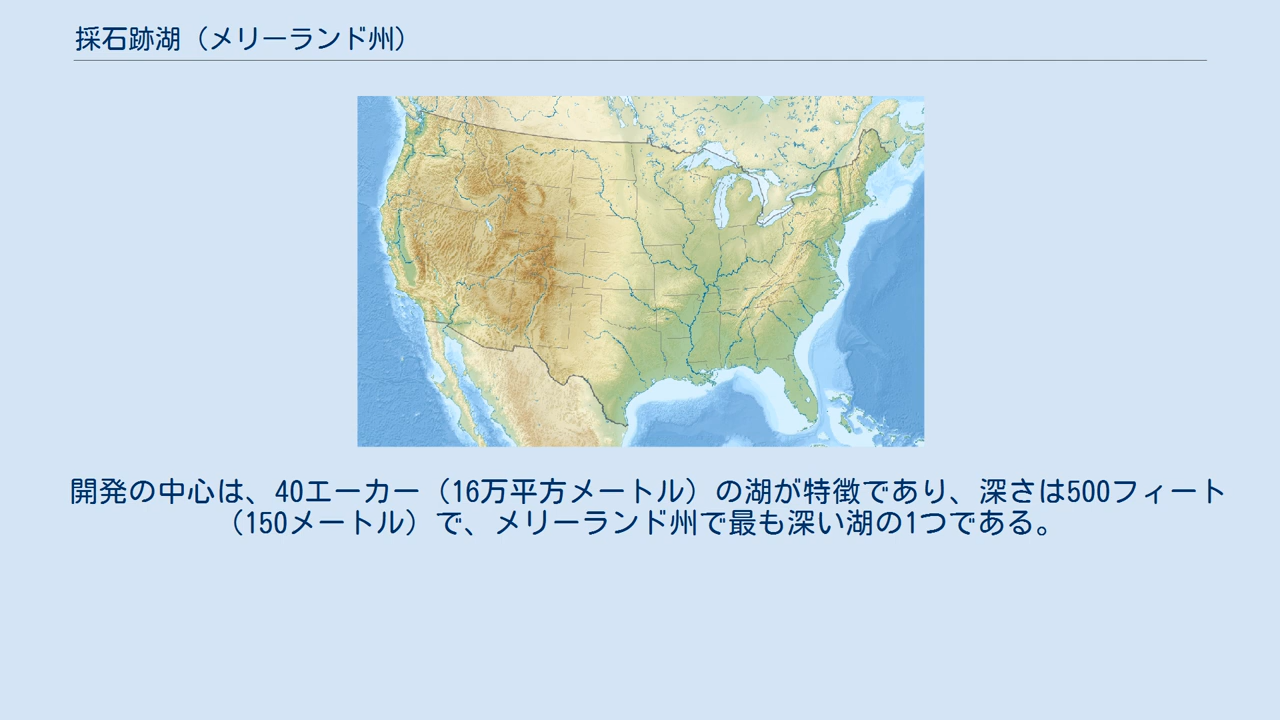 採石跡湖（メリーランド州）
開発の中心は、40エーカー（16万平方メートル）の湖が特徴であり、深さは500フィート
（150メートル）で、メリーランド州で最も深い湖の1つである。